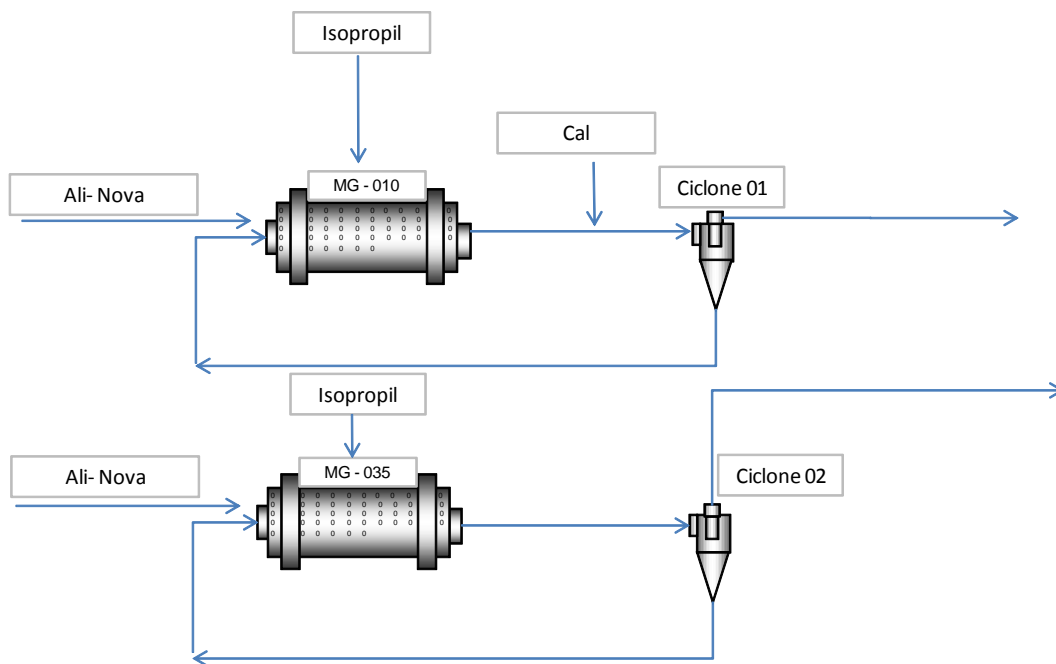 Isopropil
Cal
Ali- Nova
MG - 010
Ciclone 01
Isopropil
Ali- Nova
MG - 035
Ciclone 02